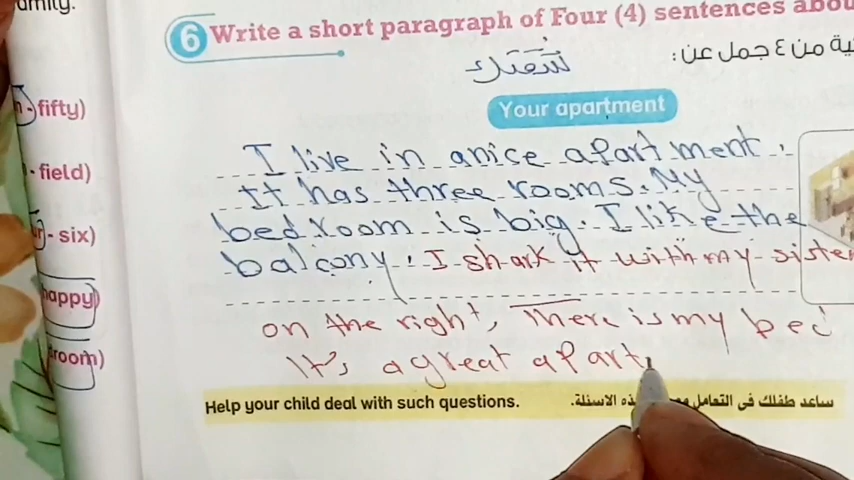 amily.
6 Write a short paragraph of Four (4) sentences abou
ية من ٤ جمل عن:
شقتك
Your apartment
- fifty)
- field)
- six)
happy)
room)
I live in a nice apartment.
It has three rooms. My
bedroom is big. I like the
balcony. I shark it with my sister
on the right, There is my bed
It's a great apart
Help your child deal with such questions.
ساعد طفلك فى التعامل ذه الاسئلة.